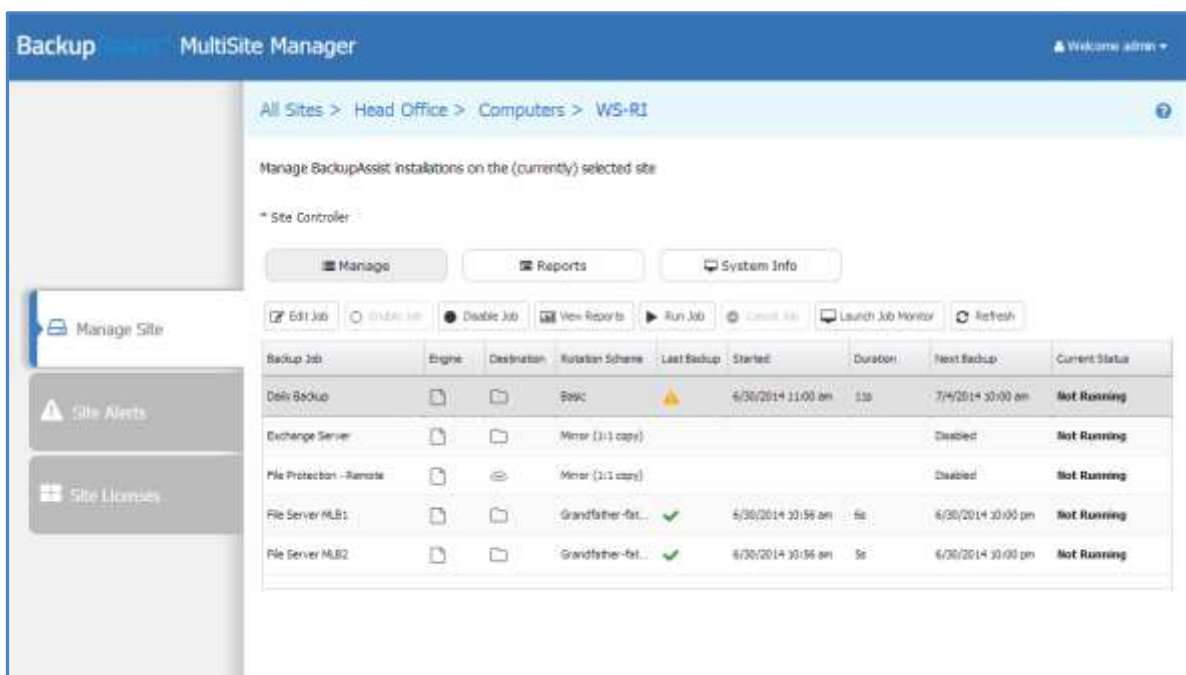 BackupAssist™ MultiSite Manager
Welcome admin
All Sites > Head Office > Computers > WS-RI
Manage BackupAssist installations on the (currently) selected site
* Site Controller
Manage Reports System Info
Edit Job Enable Job Disable Job View Reports Run Job Cancel Job Launch Job Monitor Refresh
Manage Site
Site Alerts
Site Licenses
Backup Job Engine Destination Rotation Scheme Last Backup Started Duration Next Backup Current Status
Daily Backup Basic 6/30/2014 11:00 am 7/4/2014 10:00 am Not Running
Exchange Server Mirror (1:1 copy) Disabled Not Running
File Protection - Remote Mirror (1:1 copy) Disabled Not Running
File Server MLB1 Grandfather-fat... 6/30/2014 10:56 am 6s 6/30/2014 10:00 pm Not Running
File Server MLB2 Grandfather-fat... 6/30/2014 10:56 am 5s 6/30/2014 10:00 pm Not Running